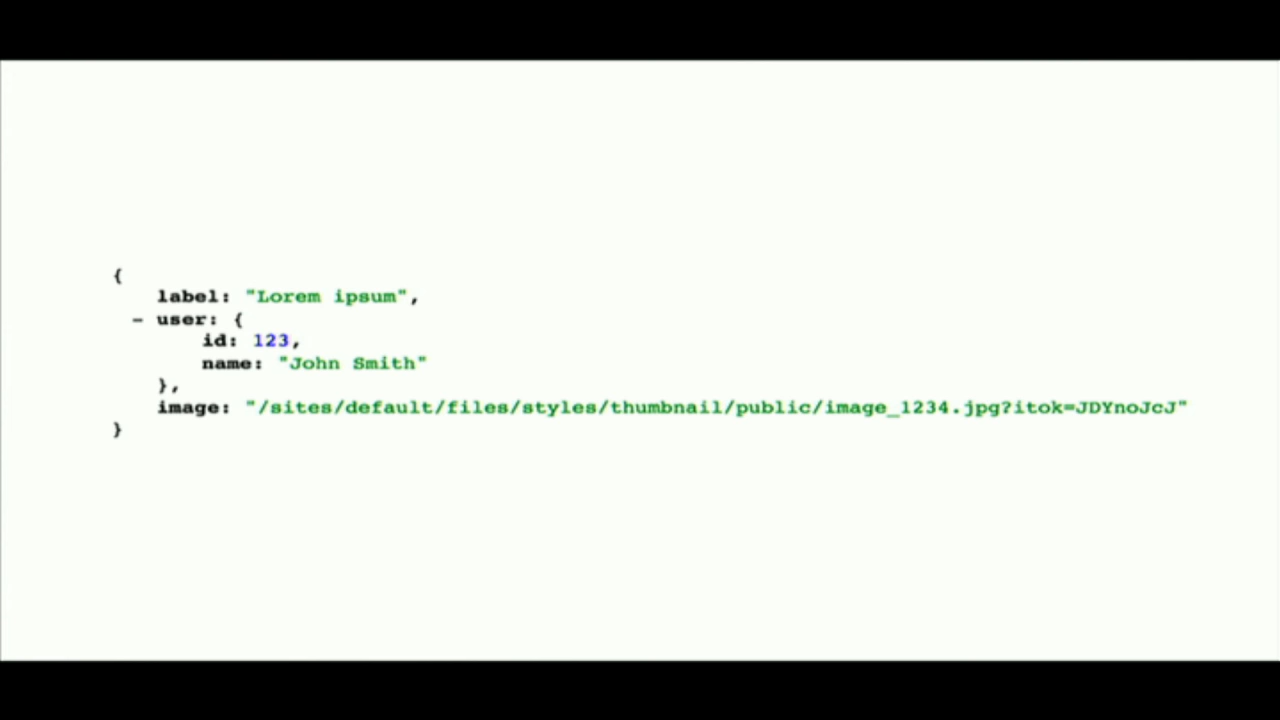 {
label: "Lorem ipsum",
- user: {
id: 123,
name: "John Smith"
},
image: "/sites/default/files/styles/thumbnail/public/image_1234.jpg?itok=JDYnoJcJ"
}